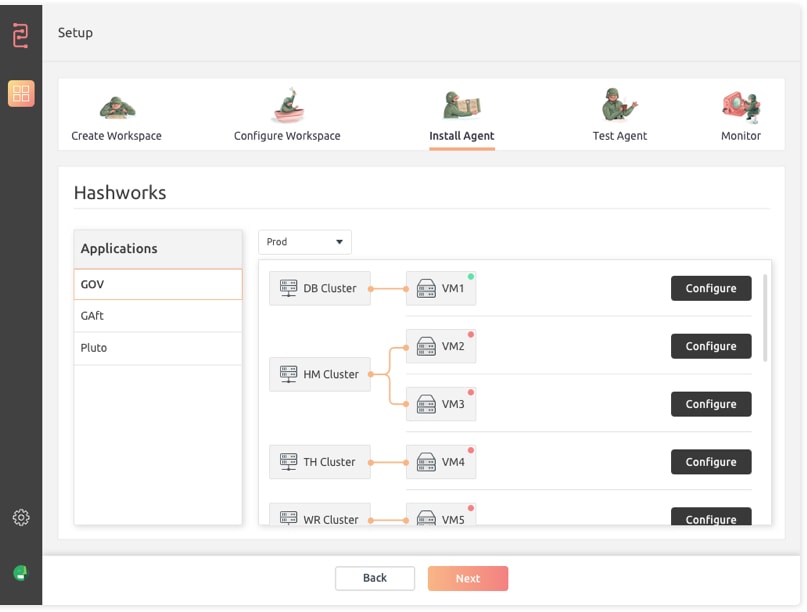 Setup
Create Workspace
Configure Workspace
Install Agent
Test Agent
Monitor
Hashworks
Applications
GOV
GAft
Pluto
Prod
DB Cluster
VM1
Configure
VM2
Configure
HM Cluster
VM3
Configure
TH Cluster
VM4
Configure
WR Cluster
VM5
Configure
Back
Next